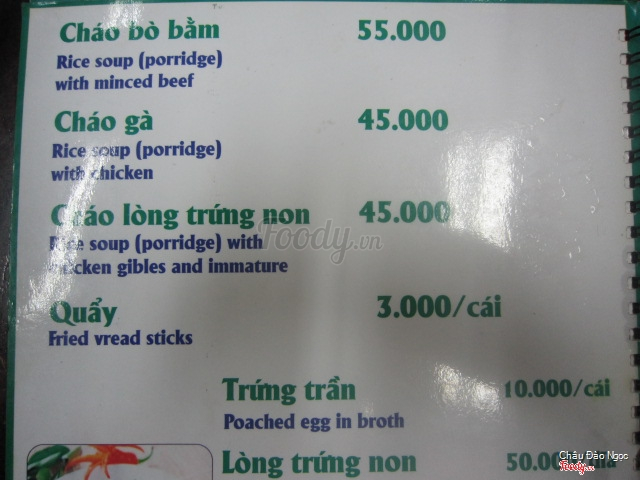 Cháo bò bằm 55.000
Rice soup (porridge)
with minced beef
Cháo gà 45.000
Rice soup (porridge)
with chicken
Cháo lòng trứng non 45.000
Rice soup (porridge) with
chicken gibles and immature
Foody.vn
Quẩy 3.000/cái
Fried vread sticks
Trứng trần 10.000/cái
Poached egg in broth
Lòng trứng non
Châu Đào Ngọc
Foody.vn